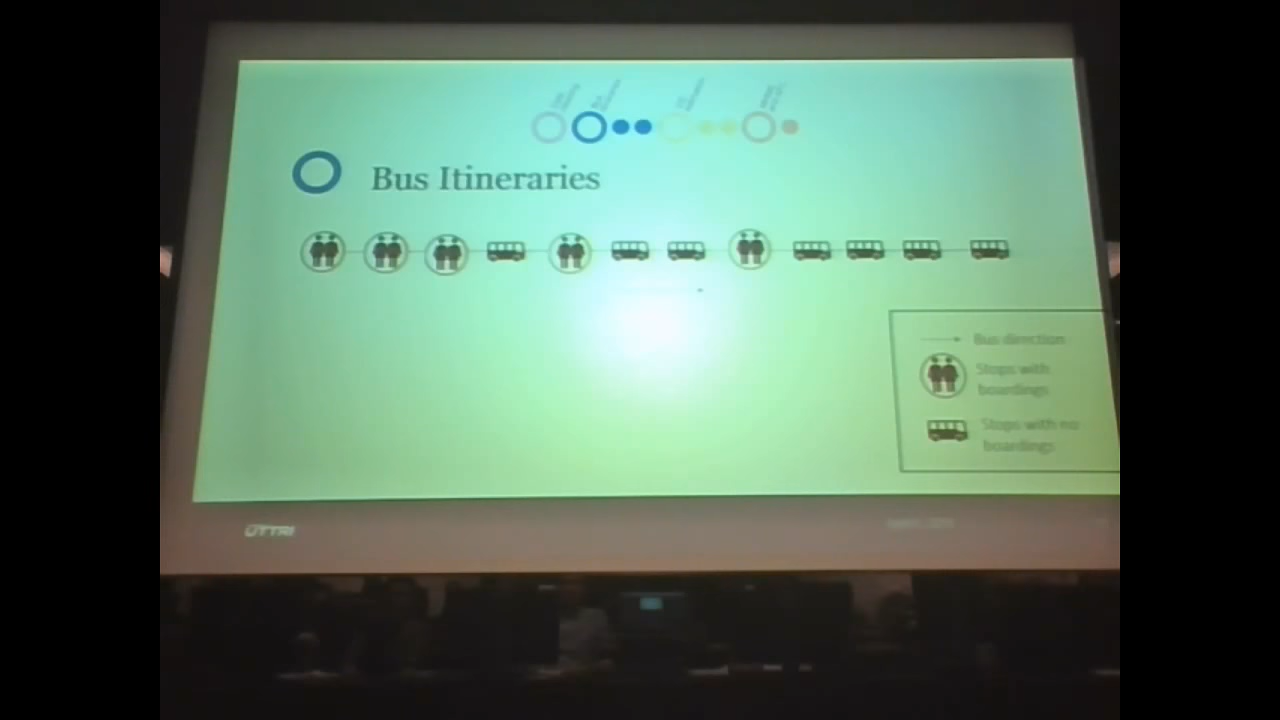 Bus Itineraries
Bus direction
Stops with
boardings
Stops with no
boardings
UTTRI